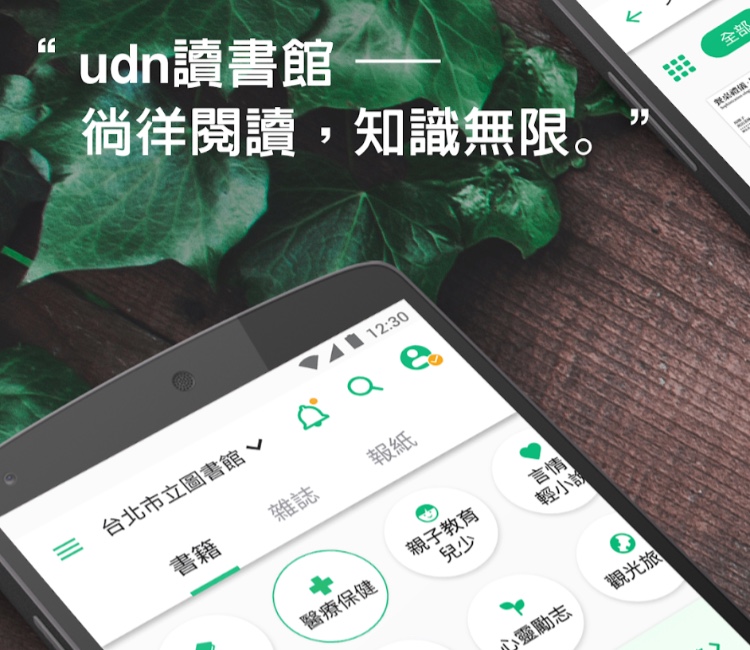 “ udn讀書館 ——
徜徉閱讀，知識無限。”
全部
12:30
台北市立圖書館
書籍
雜誌
報紙
醫療保健
親子教育
兒少
言情
輕小說
心靈勵志
觀光旅